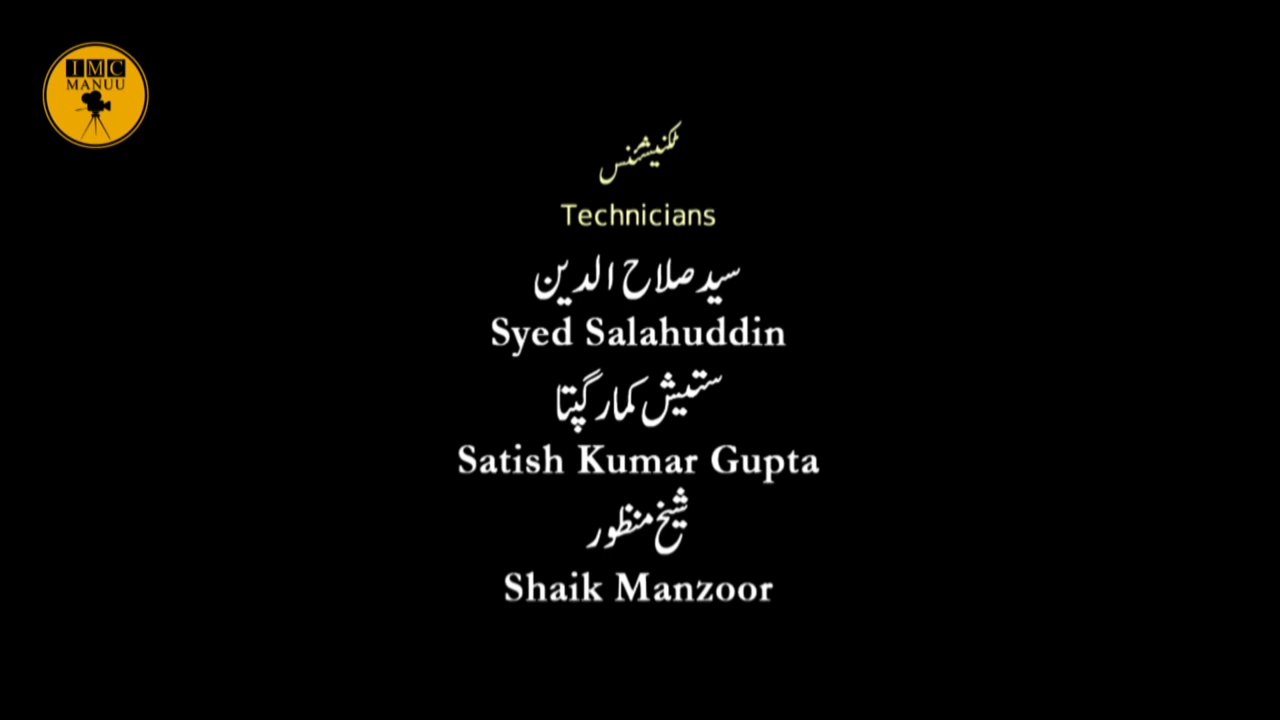 IMC
MANUU
ٹکنیشنس
Technicians
سید صلاح الدین
Syed Salahuddin
ستیش کمار گپتا
Satish Kumar Gupta
شیخ منظور
Shaik Manzoor